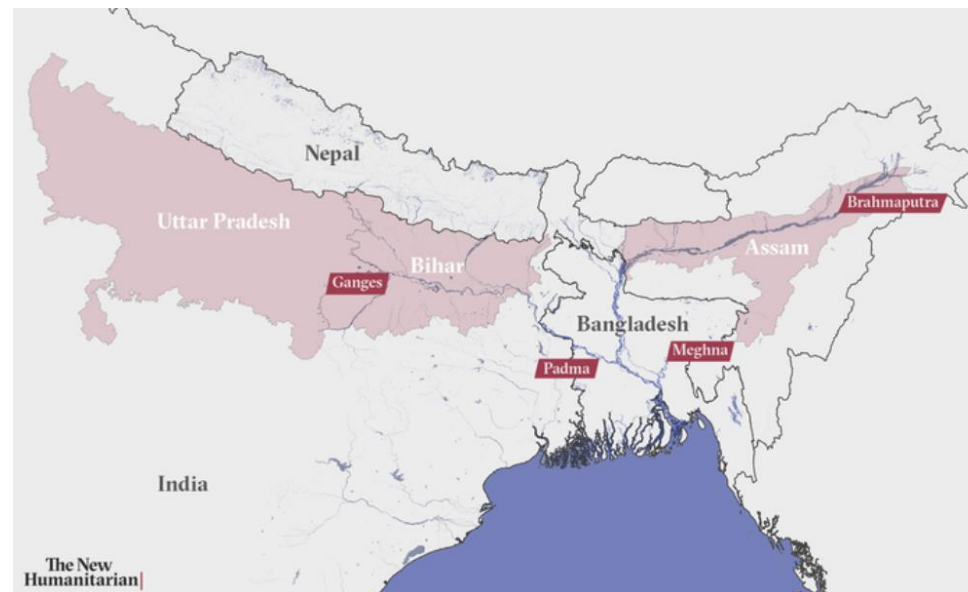 Nepal
Brahmaputra
Uttar Pradesh
Assam
Bihar
Ganges
Bangladesh
Meghna
Padma
India
The New
Humanitarian